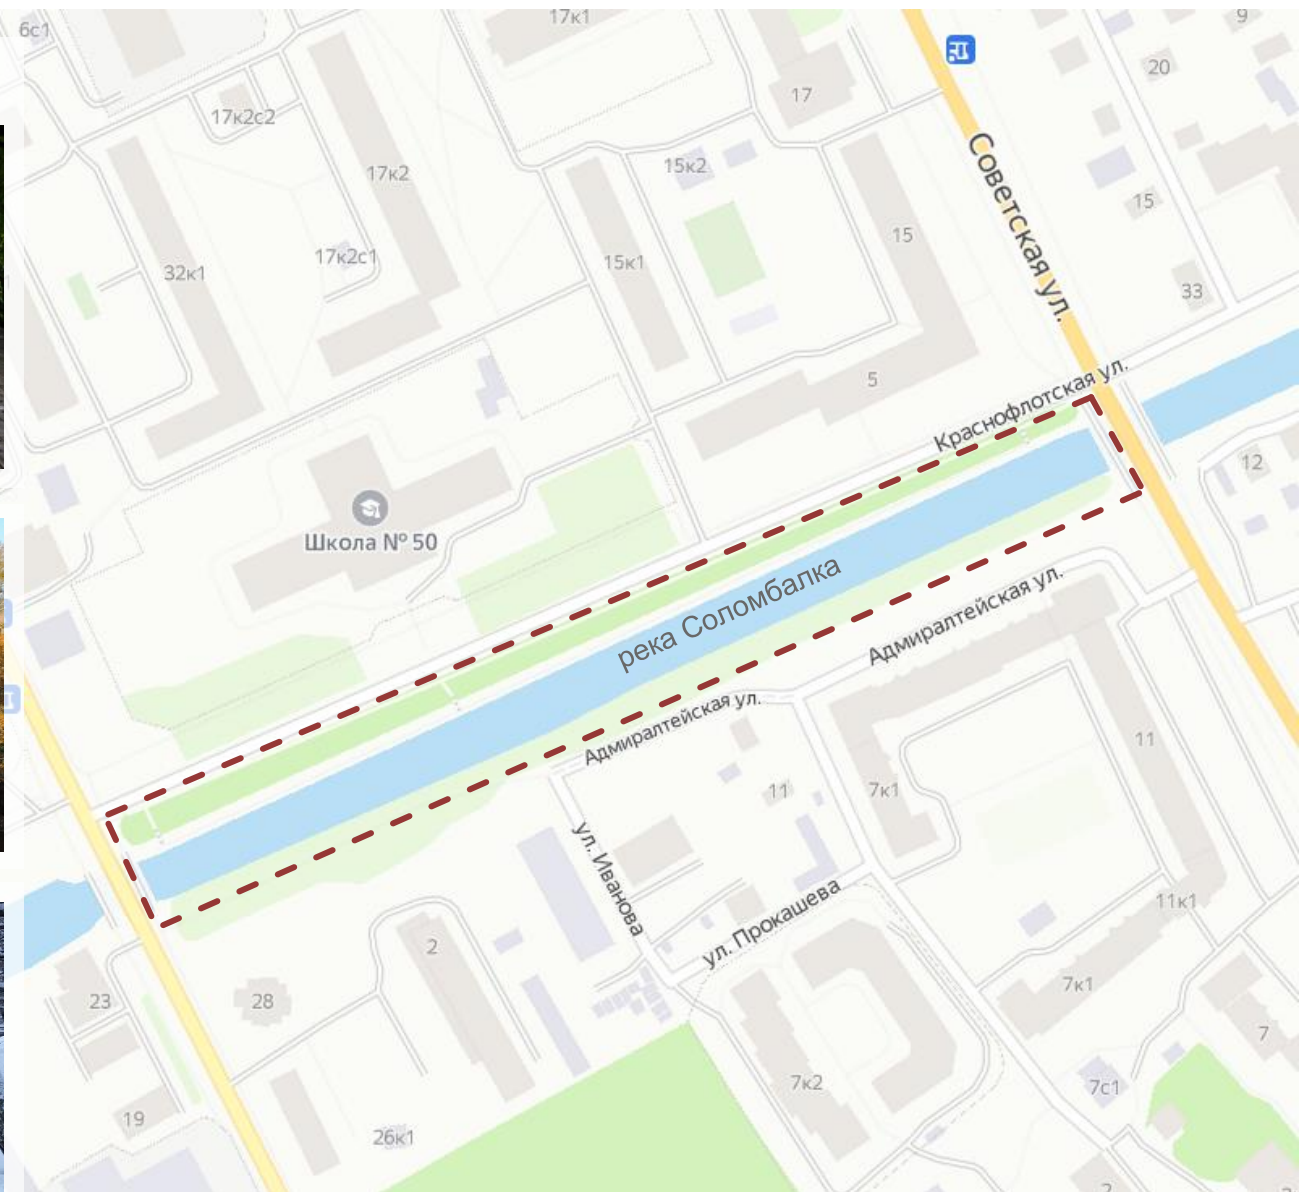 6с1
17к1
9
20
17
17к2с2
15к2
17к2
Советская ул.
15
15
17к2с1
15к1
32к1
33
5
Краснофлотская ул.
12
Школа № 50
река Соломбалка
Адмиралтейская ул.
Адмиралтейская ул.
11
11
7к1
ул. Иванова
ул. Прокашева
11к1
2
7к1
23
28
7
7к2
7с1
19
26к1
2